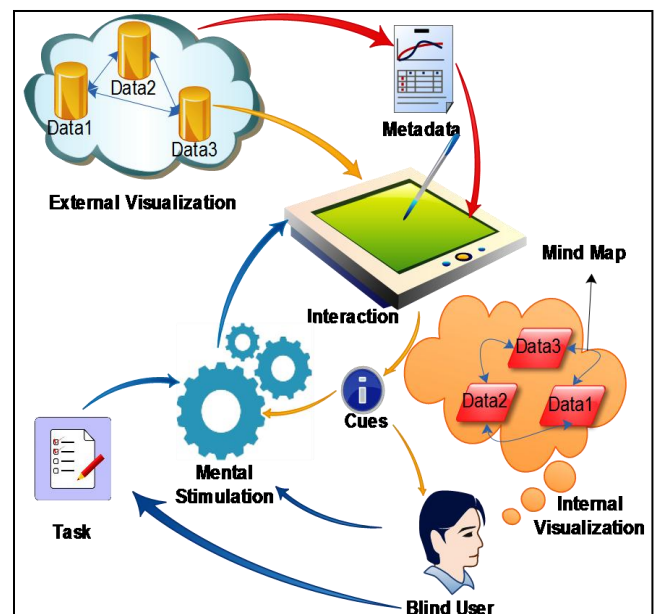 Data2
Data1
Data3
External Visualization
Metadada
Mind Map
Interaction
Data3
Data2
Data1
Cues
Mental
Stimulation
Internal
Visualization
Task
Blind User